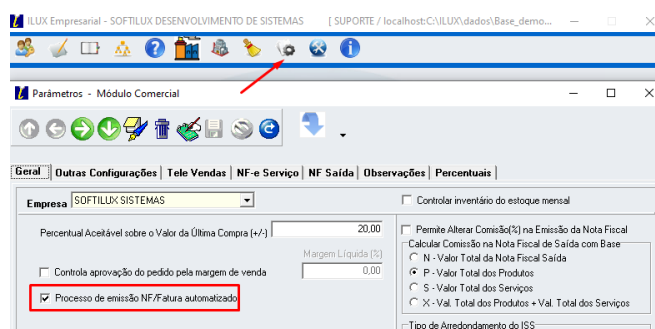 ILUX Empresarial - SOFTILUX DESENVOLVIMENTO DE SISTEMAS [ SUPORTE / localhost:C:\ILUX\dados\Base_demo...
Parâmetros - Módulo Comercial
Geral Outras Configurações Tele Vendas NF-e Serviço NF Saída Observações Percentuais
Empresa SOFTILUX SISTEMAS
Controlar inventário do estoque mensal
Percentual Aceitável sobre o Valor da Última Compra (+/-) 20,00
Permite Alterar Comisão(%) na Emissão da Nota Fiscal
Calcular Comissão na Nota Fiscal de Saída com Base
Margem Líquida (%)
N - Valor Total da Nota Fiscal Saída
Controla aprovação do pedido pela margem de venda 0,00
P - Valor Total dos Produtos
S - Valor Total dos Serviços
Processo de emissão NF/Fatura automatizado
X - Val. Total dos Produtos + Val. Total dos Serviços
Tipo de Arredondamento do ISS